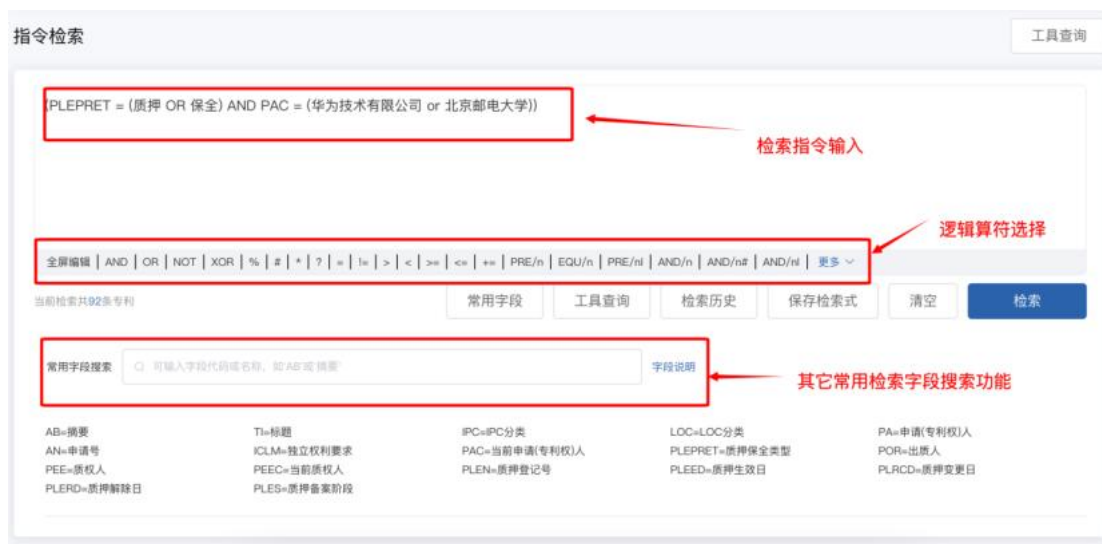 指令检索
工具查询
(PLEPRET = (质押 OR 保全) AND PAC = (华为技术有限公司 or 北京邮电大学))
检索指令输入
逻辑算符选择
全屏编辑 | AND | OR | NOT | XOR | % | # | * | ? | = | != | > | < | >= | <= | += | PRE/n | EQU/n | PRE/nl | AND/n | AND/n# | AND/nl | 更多
当前检索共92条专利
常用字段 工具查询 检索历史 保存检索式 清空 检索
常用字段搜索 可输入字段代码或名称，如'AB'或'摘要' 字段说明
其它常用检索字段搜索功能
AB=摘要 TI=标题 IPC=IPC分类 LOC=LOC分类 PA=申请(专利权)人
AN=申请号 ICLM=独立权利要求 PAC=当前申请(专利权)人 PLEPRET=质押保全类型 POR=出质人
PEE=质权人 PEEC=当前质权人 PLEN=质押登记号 PLEED=质押生效日 PLRCD=质押变更日
PLERD=质押解除日 PLES=质押备案阶段